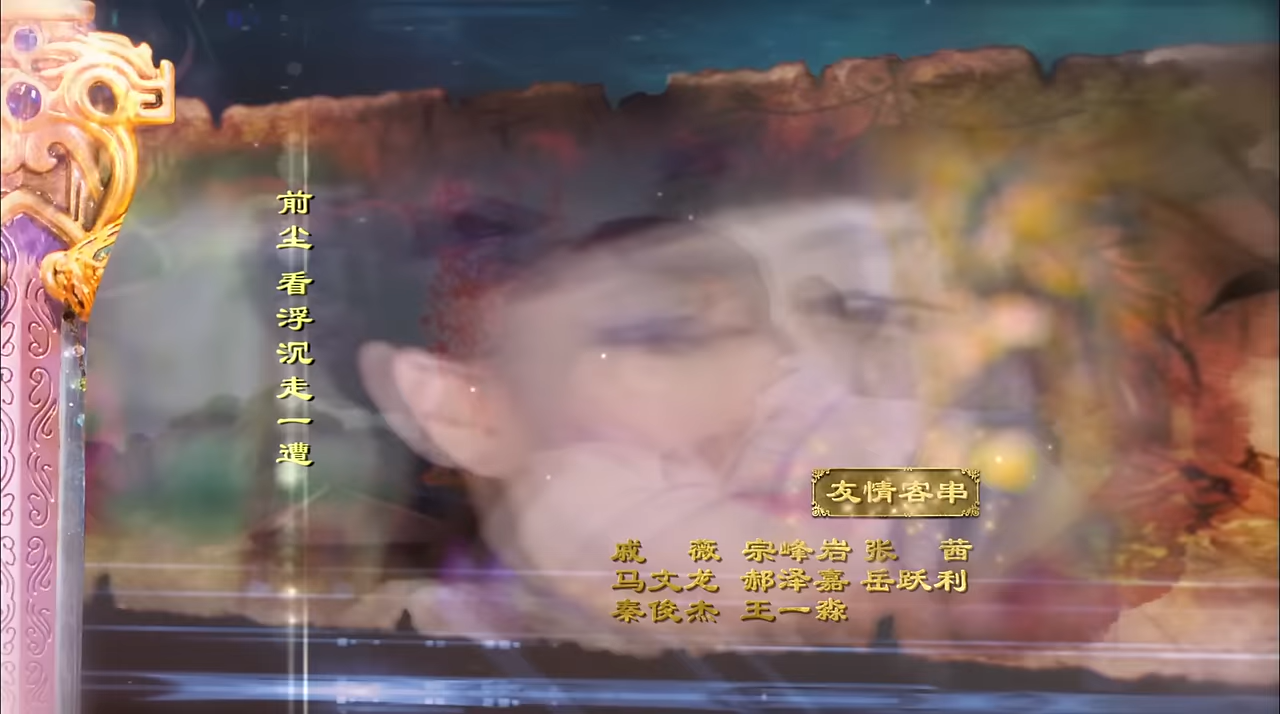 前尘 看浮沉走一遭
友情客串
戚薇 宗峰岩 张茜
马文龙 郝泽嘉 岳跃利
秦俊杰 王一淼